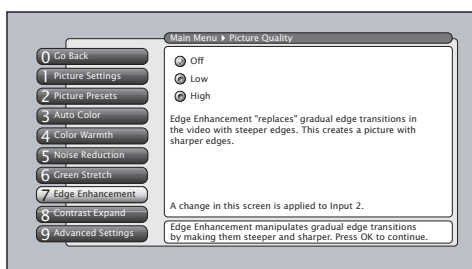 Main Menu ▸ Picture Quality
0 Go Back
1 Picture Settings
2 Picture Presets
3 Auto Color
4 Color Warmth
5 Noise Reduction
6 Green Stretch
7 Edge Enhancement
8 Contrast Expand
9 Advanced Settings
Off
Low
High
Edge Enhancement "replaces" gradual edge transitions in
the video with steeper edges. This creates a picture with
sharper edges.
A change in this screen is applied to Input 2.
Edge Enhancement manipulates gradual edge transitions
by making them steeper and sharper. Press OK to continue.